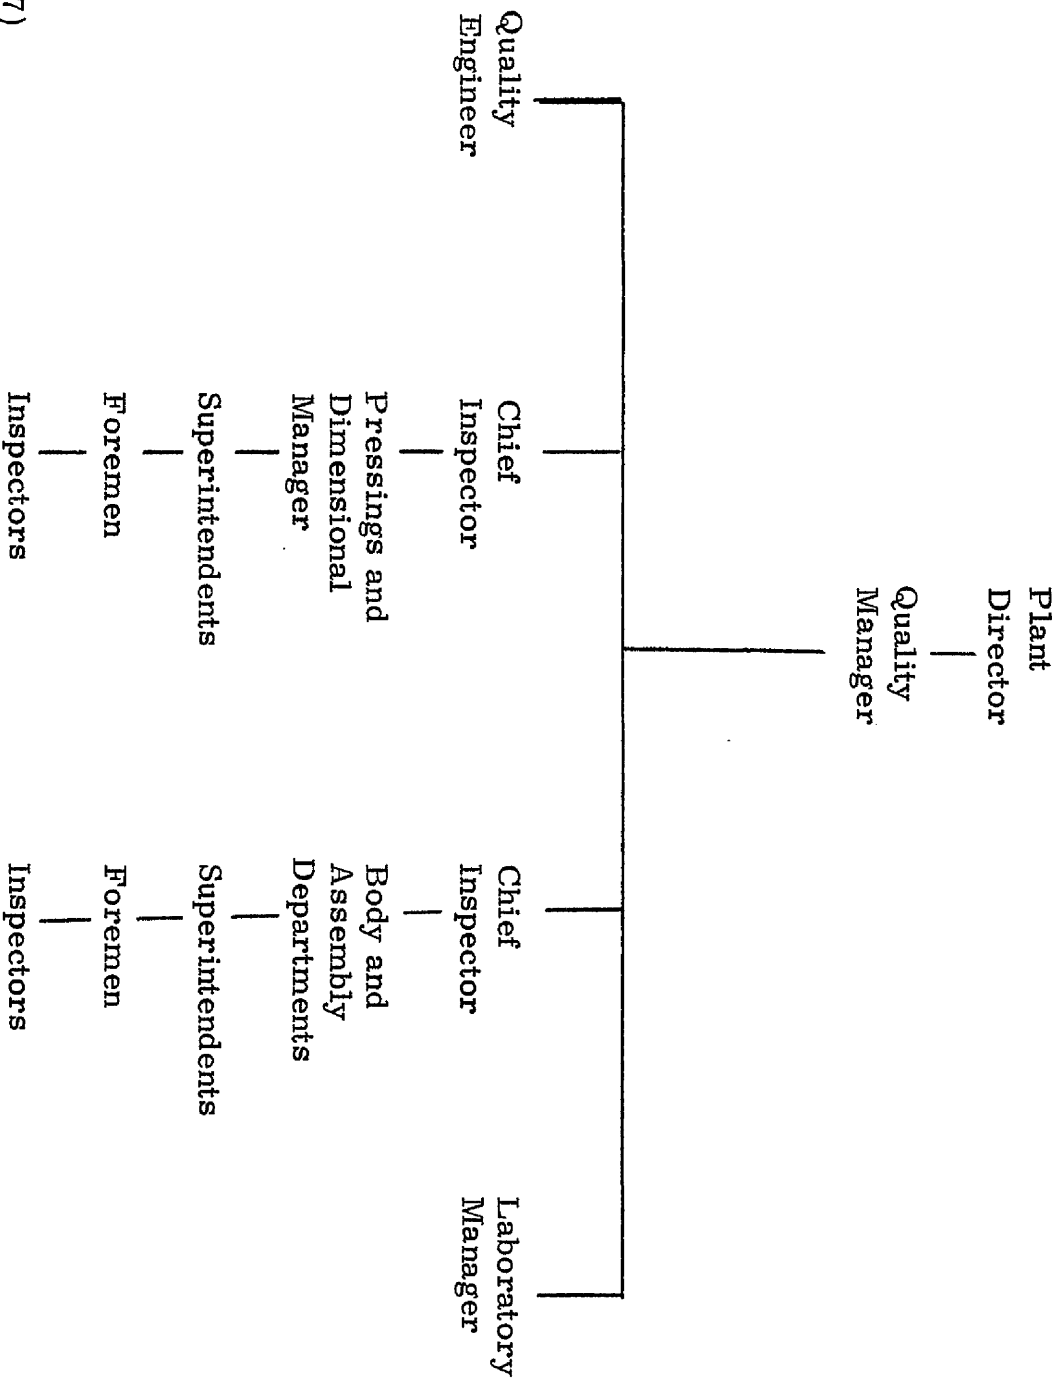 Plant
Director
Quality
Manager
Quality
Engineer
Chief
Inspector
Pressings and
Dimensional
Manager
Superintendents
Foremen
Inspectors
Chief
Inspector
Body and
Assembly
Departments
Superintendents
Foremen
Inspectors
Laboratory
Manager
7)